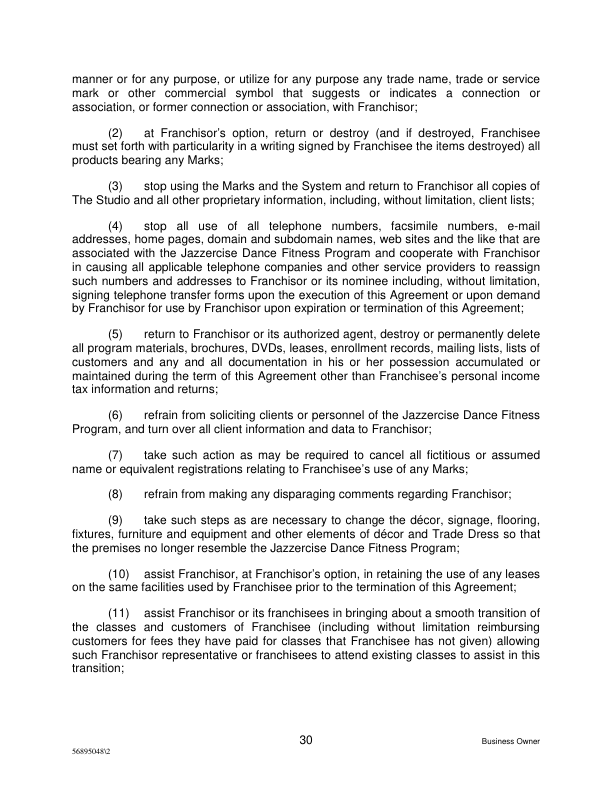 manner or for any purpose, or utilize for any purpose any trade name, trade or service
mark or other commercial symbol that suggests or indicates a connection or
association, or former connection or association, with Franchisor;
(2) at Franchisor's option, return or destroy (and if destroyed, Franchisee
must set forth with particularity in a writing signed by Franchisee the items destroyed) all
products bearing any Marks;
(3) stop using the Marks and the System and return to Franchisor all copies of
The Studio and all other proprietary information, including, without limitation, client lists;
(4) stop all use of all telephone numbers, facsimile numbers, e-mail
addresses, home pages, domain and subdomain names, web sites and the like that are
associated with the Jazzercise Dance Fitness Program and cooperate with Franchisor
in causing all applicable telephone companies and other service providers to reassign
such numbers and addresses to Franchisor or its nominee including, without limitation,
signing telephone transfer forms upon the execution of this Agreement or upon demand
by Franchisor for use by Franchisor upon expiration or termination of this Agreement;
(5) return to Franchisor or its authorized agent, destroy or permanently delete
all program materials, brochures, DVDs, leases, enrollment records, mailing lists, lists of
customers and any and all documentation in his or her possession accumulated or
maintained during the term of this Agreement other than Franchisee's personal income
tax information and returns;
(6) refrain from soliciting clients or personnel of the Jazzercise Dance Fitness
Program, and turn over all client information and data to Franchisor;
(7) take such action as may be required to cancel all fictitious or assumed
name or equivalent registrations relating to Franchisee's use of any Marks;
(8) refrain from making any disparaging comments regarding Franchisor;
(9) take such steps as are necessary to change the décor, signage, flooring,
fixtures, furniture and equipment and other elements of décor and Trade Dress so that
the premises no longer resemble the Jazzercise Dance Fitness Program;
(10) assist Franchisor, at Franchisor's option, in retaining the use of any leases
on the same facilities used by Franchisee prior to the termination of this Agreement;
(11) assist Franchisor or its franchisees in bringing about a smooth transition of
the classes and customers of Franchisee (including without limitation reimbursing
customers for fees they have paid for classes that Franchisee has not given) allowing
such Franchisor representative or franchisees to attend existing classes to assist in this
transition;
30
Business Owner
56895048\2